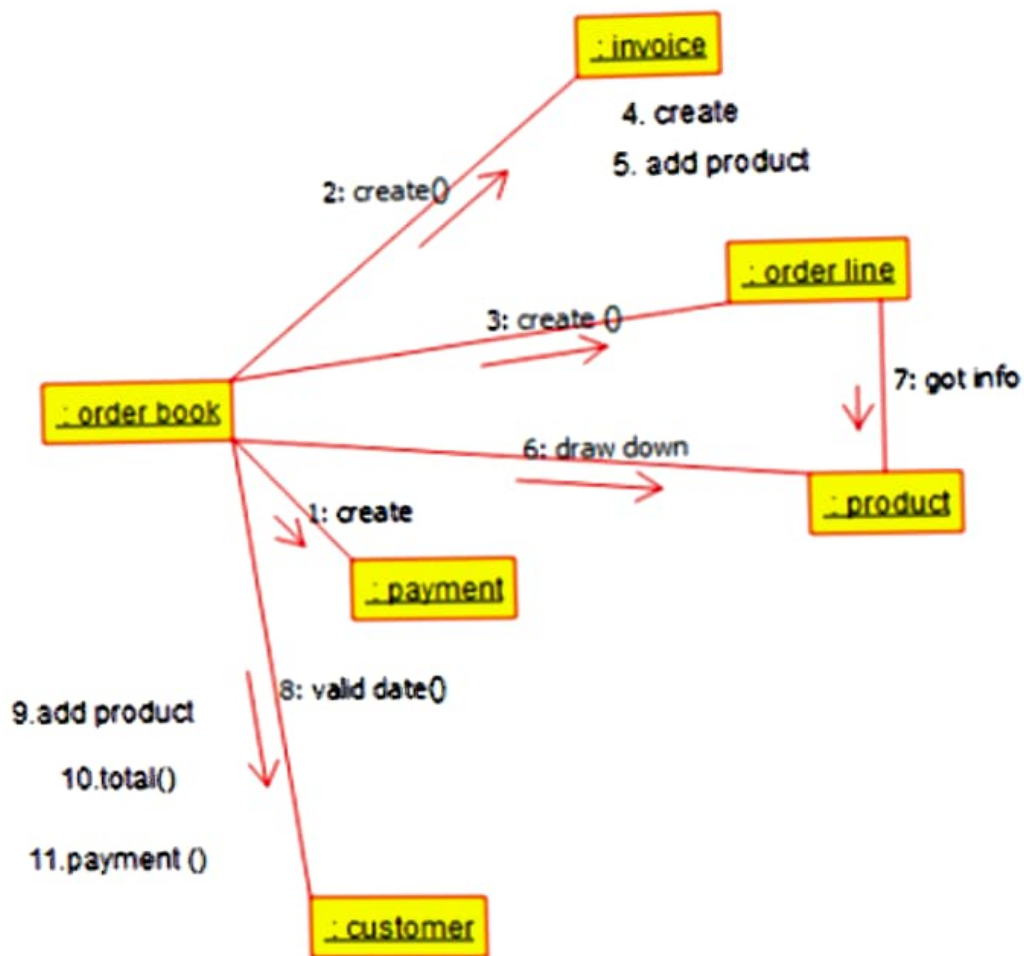 : invoice
4. create
5. add product
2: create()
: order line
3: create ()
7: got info
: order book
6: draw down
: product
1: create
: payment
8: valid date()
9.add product
10.total()
11.payment ()
: customer